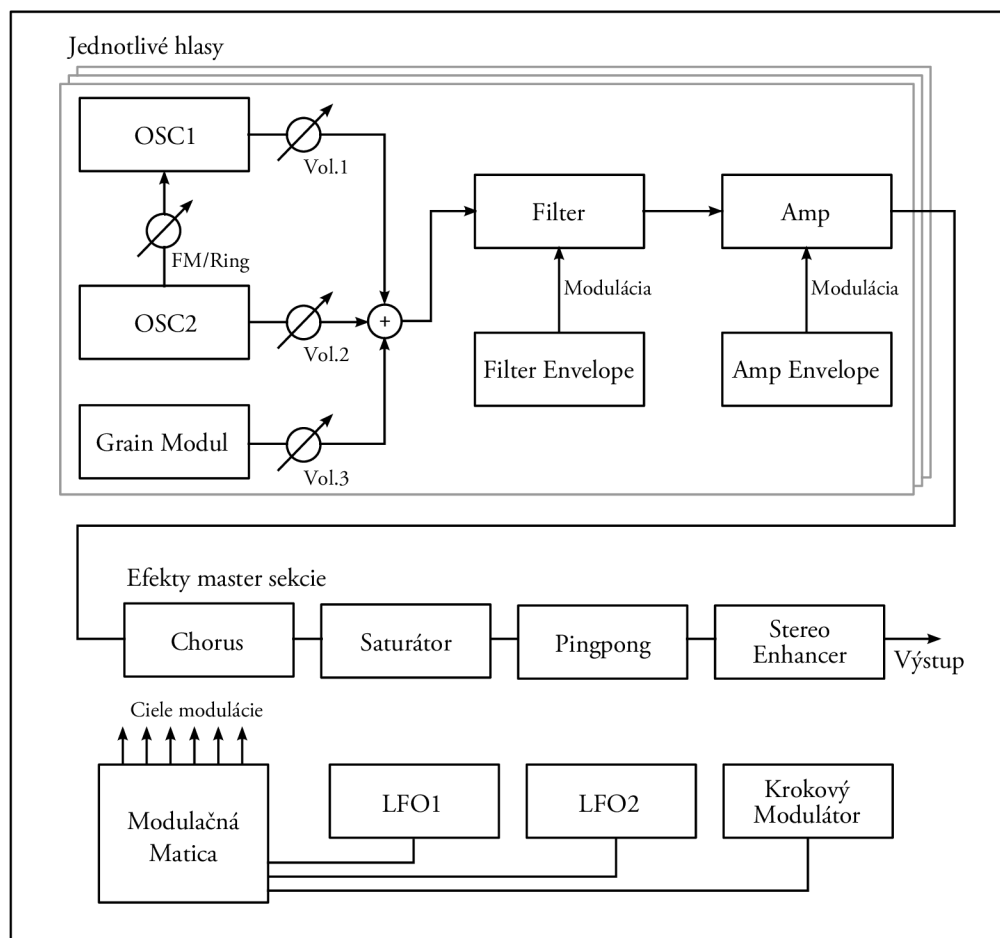 Jednotlivé hlasy
OSC1
Vol.1
FM/Ring
OSC2
Vol.2
+
Grain Modul
Vol.3
Filter
Modulácia
Filter Envelope
Amp
Modulácia
Amp Envelope
Efekty master sekcie
Chorus
Saturátor
Pingpong
Stereo
Enhancer
Výstup
Ciele modulácie
Modulačná
Matica
LFO1
LFO2
Krokový
Modulátor